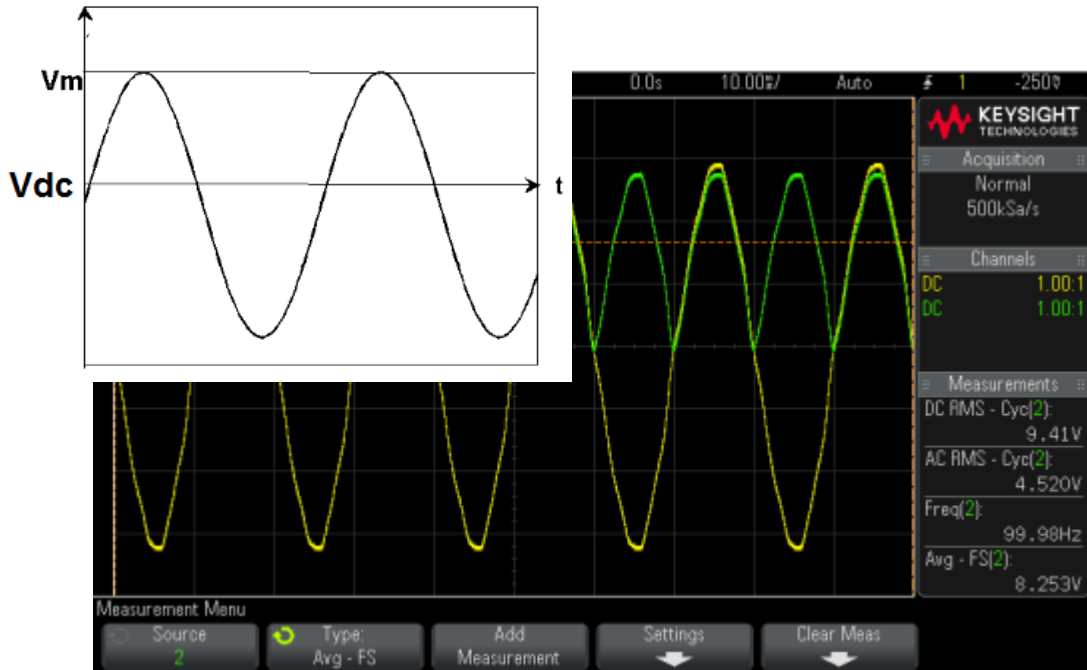 Vm
Vdc
t
0.0s 10.00ms/ Auto 1 -250V
KEYSIGHT
TECHNOLOGIES
Acquisition
Normal
500kSa/s
Channels
DC 1.00:1
DC 1.00:1
Measurements
DC RMS - Cyc(2):
9.41V
AC RMS - Cyc(2):
4.520V
Freq(2):
99.98Hz
Avg - FS(2):
8.253V
Measurement Menu
Source
2
Type:
Avg - FS
Add
Measurement
Settings
Clear Meas